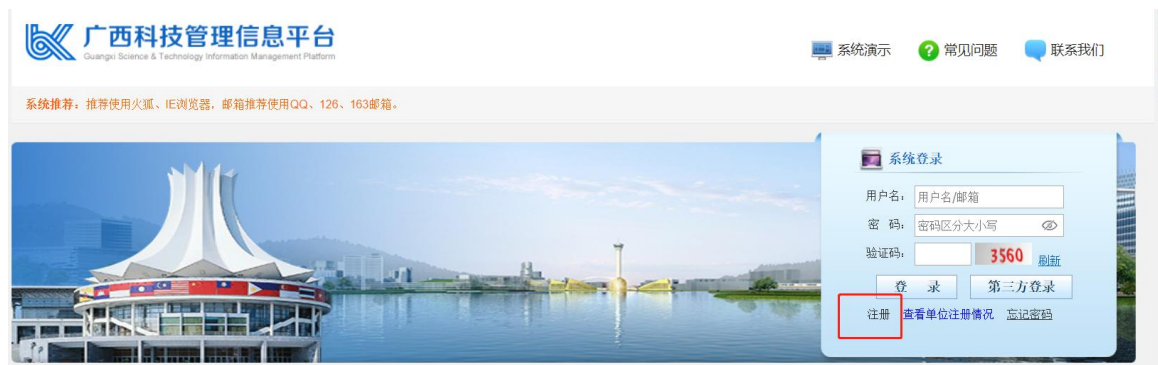 广西科技管理信息平台
Guangxi Science & Technology Information Management Platform
系统演示 常见问题 联系我们
系统推荐：推荐使用火狐、IE浏览器，邮箱推荐使用QQ、126、163邮箱。
系统登录
用户名： 用户名/邮箱
密 码： 密码区分大小写
验证码： 3560 刷新
登 录 第三方登录
注册 查看单位注册情况 忘记密码